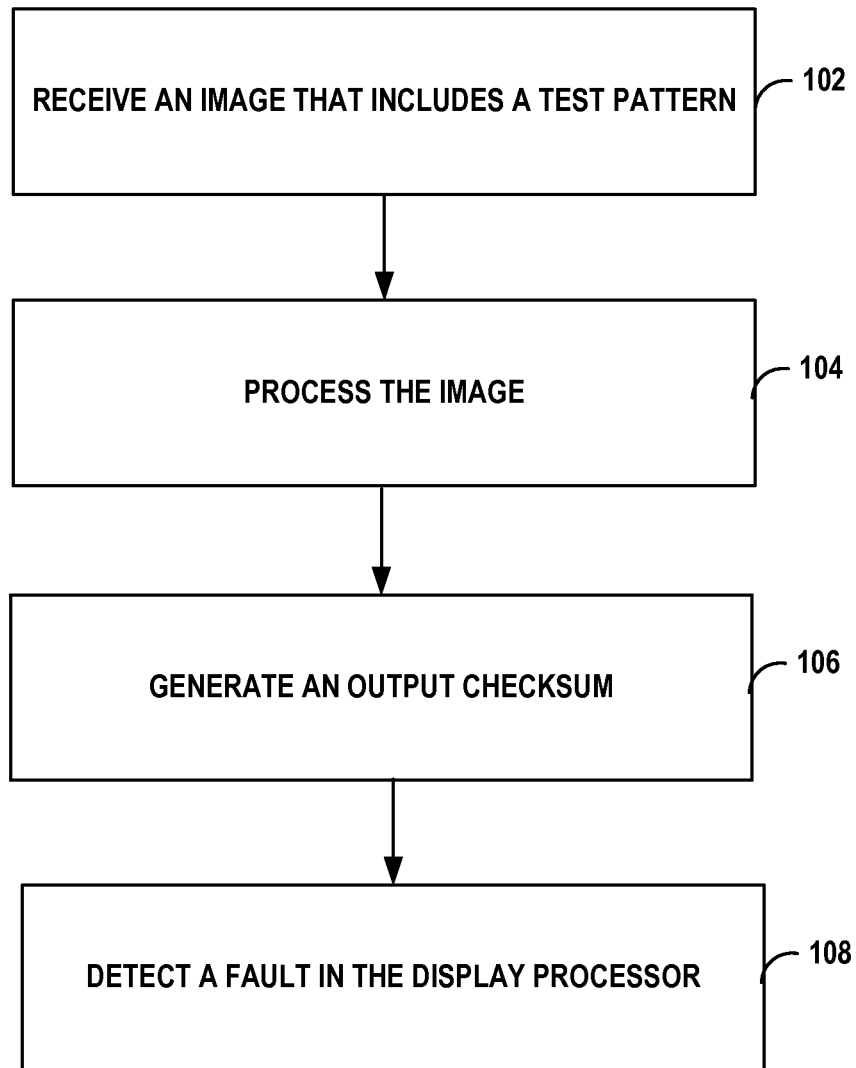 RECEIVE AN IMAGE THAT INCLUDES A TEST PATTERN
102
PROCESS THE IMAGE
104
GENERATE AN OUTPUT CHECKSUM
106
DETECT A FAULT IN THE DISPLAY PROCESSOR
108